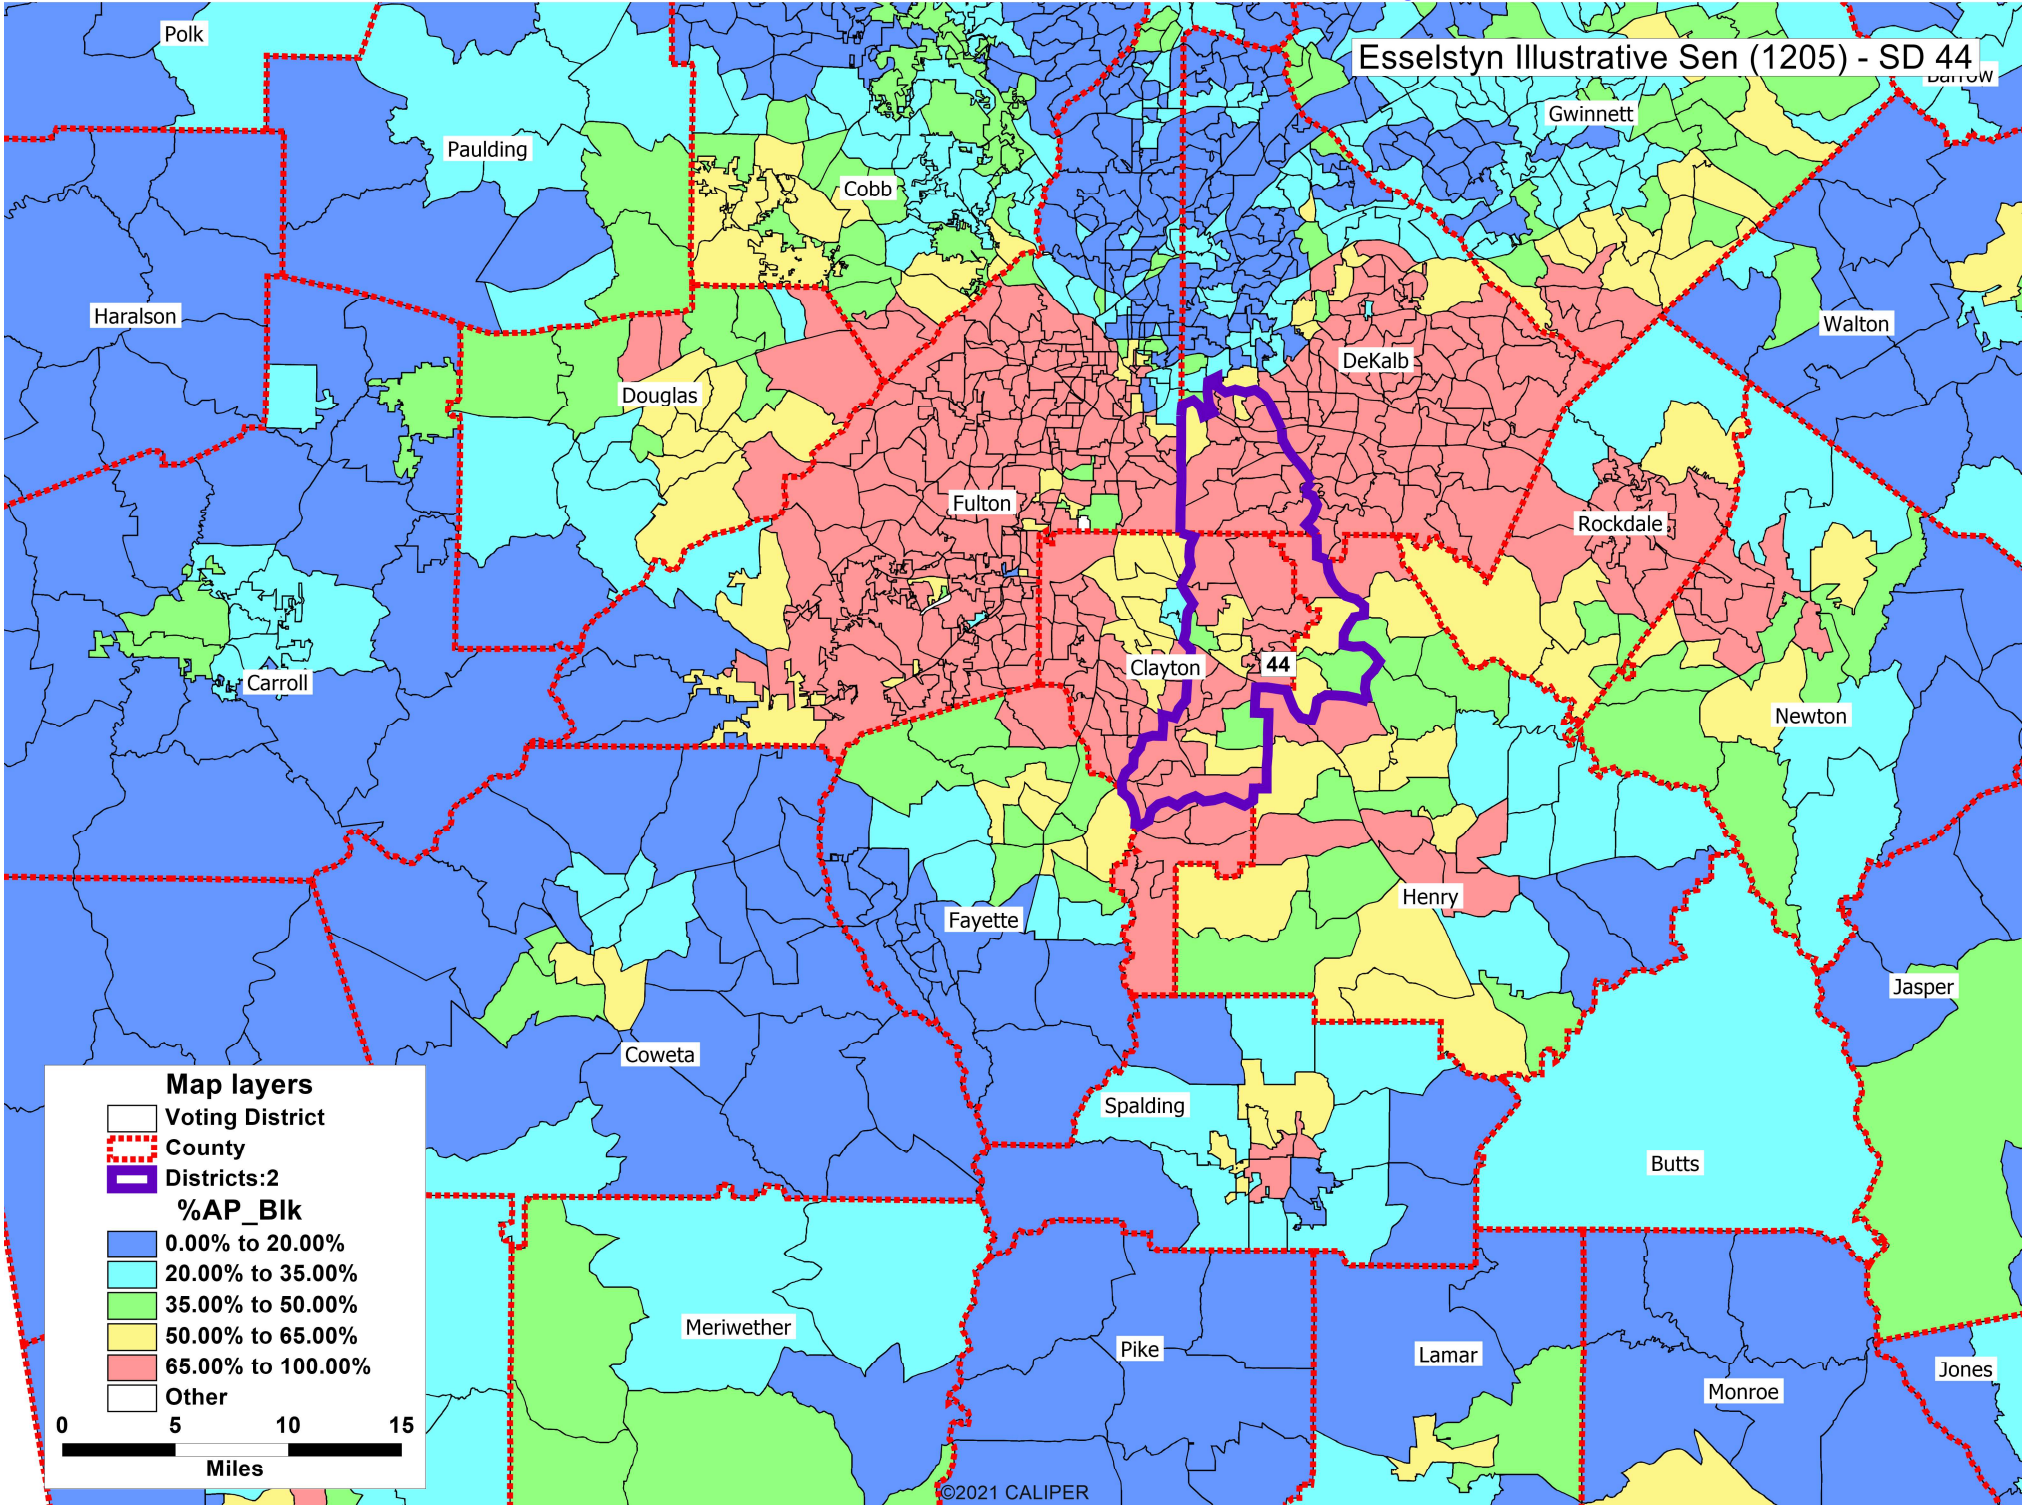 Polk
Esselstyn Illustrative Sen (1205) - SD 44
Barrow
Gwinnett
Paulding
Cobb
Haralson
Walton
DeKalb
Douglas
Fulton
Rockdale
Clayton
44
Carroll
Newton
Henry
Fayette
Jasper
Coweta
Map layers
Voting District
County
Districts:2
%AP_Blk
0.00% to 20.00%
20.00% to 35.00%
35.00% to 50.00%
50.00% to 65.00%
65.00% to 100.00%
Other
0 5 10 15
Miles
Spalding
Butts
Meriwether
Pike
Lamar
Monroe
Jones
©2021 CALIPER